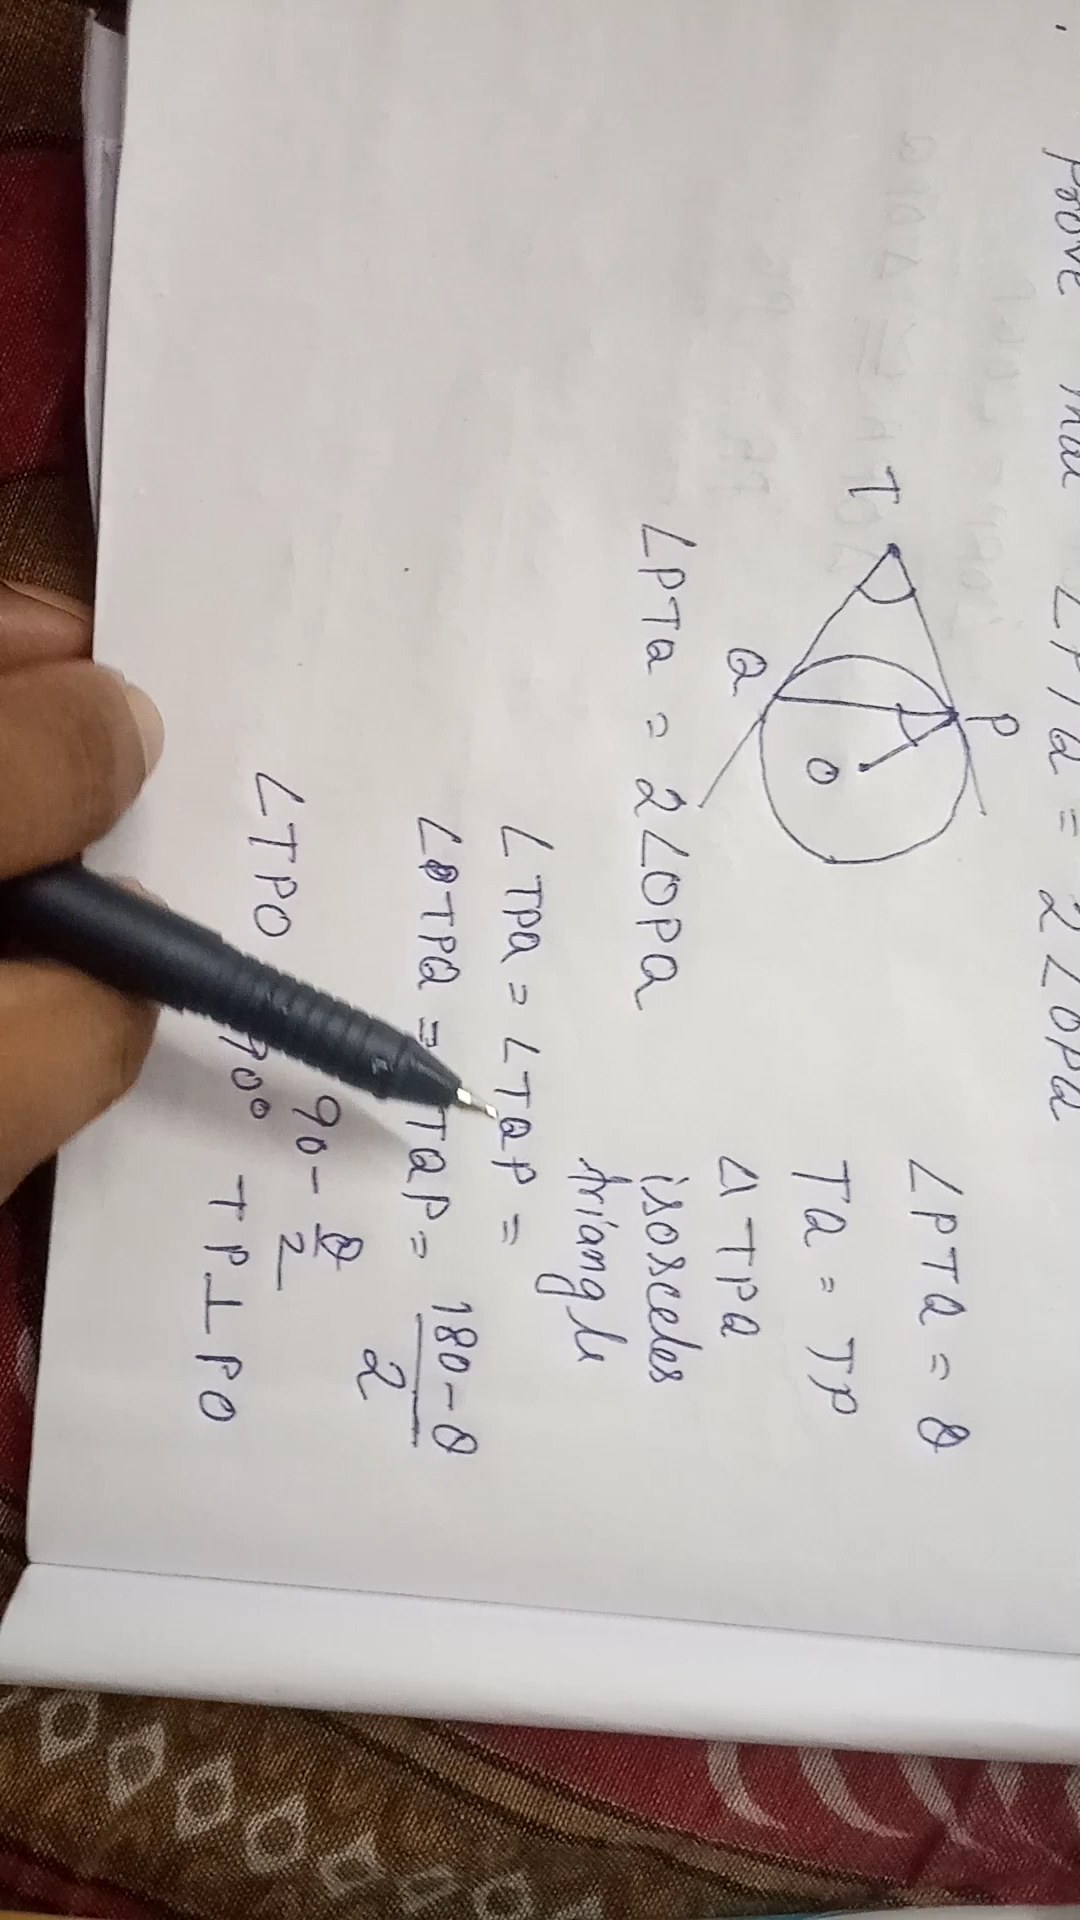 prove that ∠PTQ = 2∠OPQ
T
P
Q
O
∠PTQ = θ
TQ = TP
Δ TPQ
isosceles
triangle
∠PTQ = 2∠OPQ
∠TPQ = ∠TQP =
∠TPQ = TQP = 180-θ/2
90-θ/2
∠TPO 90° TP⊥PO